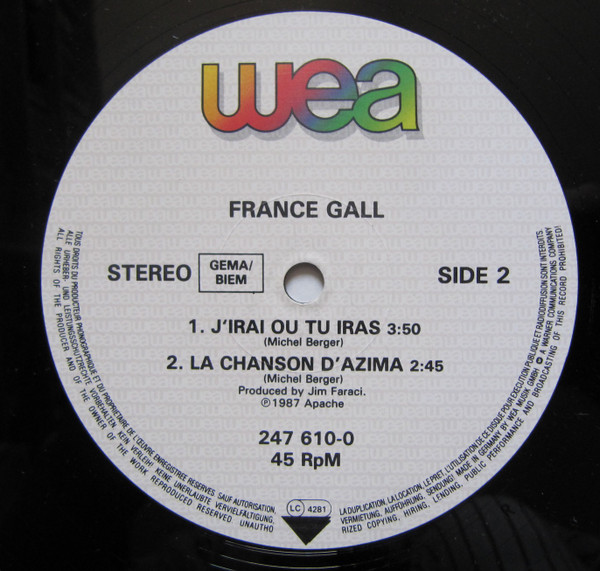 wea
FRANCE GALL
STEREO GEMA/BIEM SIDE 2
1. J'IRAI OU TU IRAS 3:50
(Michel Berger)
2. LA CHANSON D'AZIMA 2:45
(Michel Berger)
Produced by Jim Faraci.
℗ 1987 Apache
247 610-0
45 RpM
LC 4281
TOUS DROITS DU PRODUCTEUR PHONOGRAPHIQUE ET DU PROPRIETAIRE DE L'ŒUVRE ENREGISTREE RESERVES. SAUF AUTORISATION,
LA DUPLICATION, LA LOCATION, LE PRET, L'UTILISATION DE CE DISQUE POUR EXECUTION PUBLIQUE ET RADIODIFFUSION SONT INTERDITS.
ALLE URHEBER- UND LEISTUNGSSCHUTZRECHTE VORBEHALTEN. KEIN VERLEIH! KEINE UNERLAUBTE VERVIELFÄLTIGUNG,
VERMIETUNG, AUFFÜHRUNG, SENDUNG! MADE IN GERMANY BY WEA MUSIK GMBH A WARNER COMMUNICATIONS COMPANY
ALL RIGHTS OF THE PRODUCER AND OF THE OWNER OF THE WORK REPRODUCED RESERVED. UNAUTHO
RIZED COPYING, HIRING, LENDING, PUBLIC PERFORMANCE AND BROADCASTING OF THIS RECORD PROHIBITED!